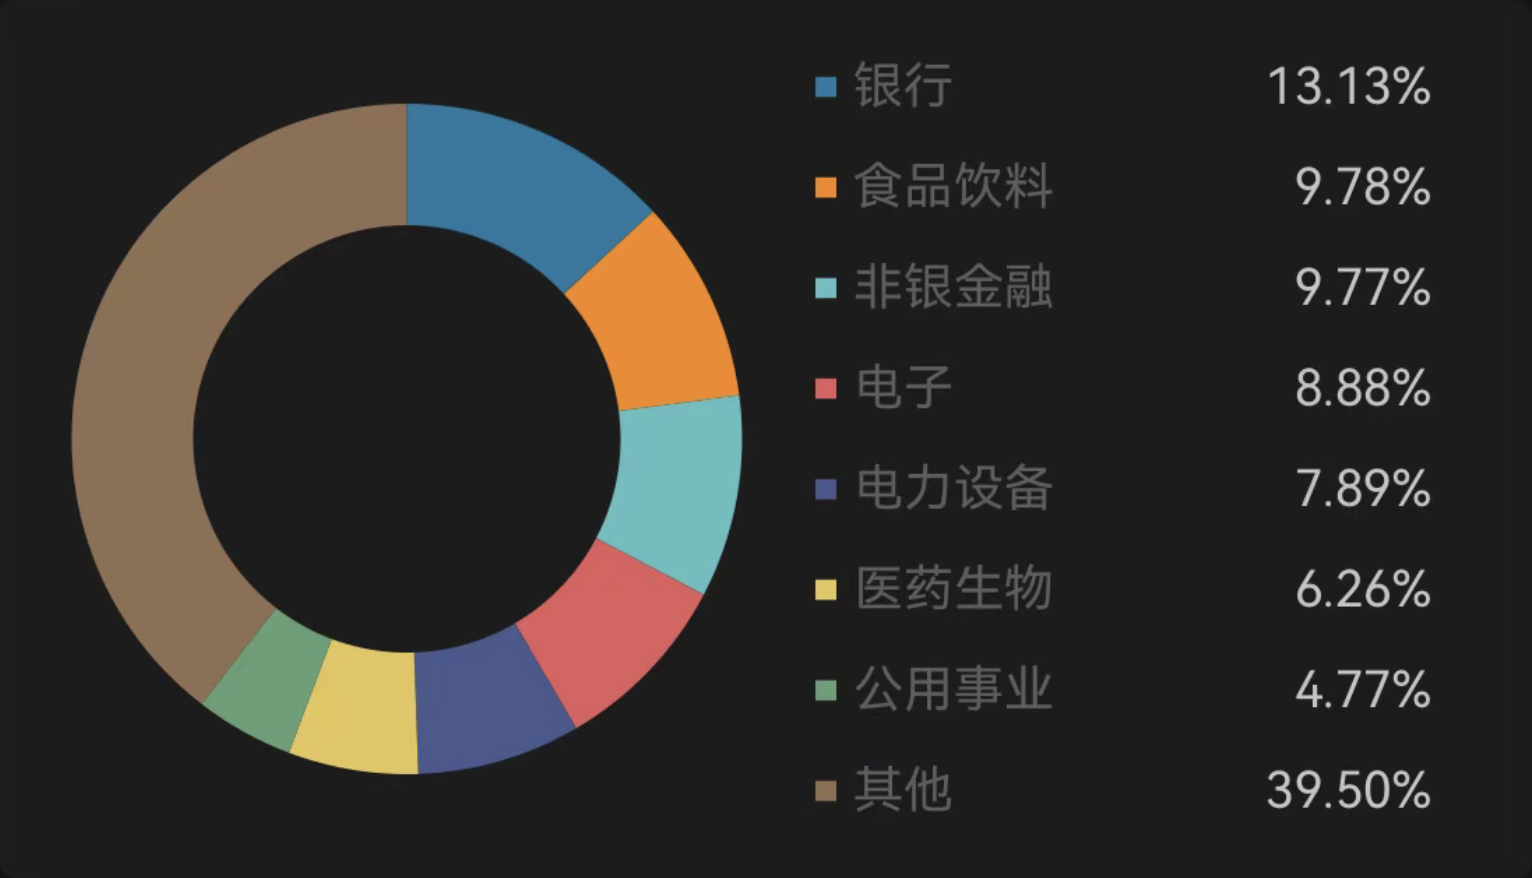 银行 13.13%
食品饮料 9.78%
非银金融 9.77%
电子 8.88%
电力设备 7.89%
医药生物 6.26%
公用事业 4.77%
其他 39.50%